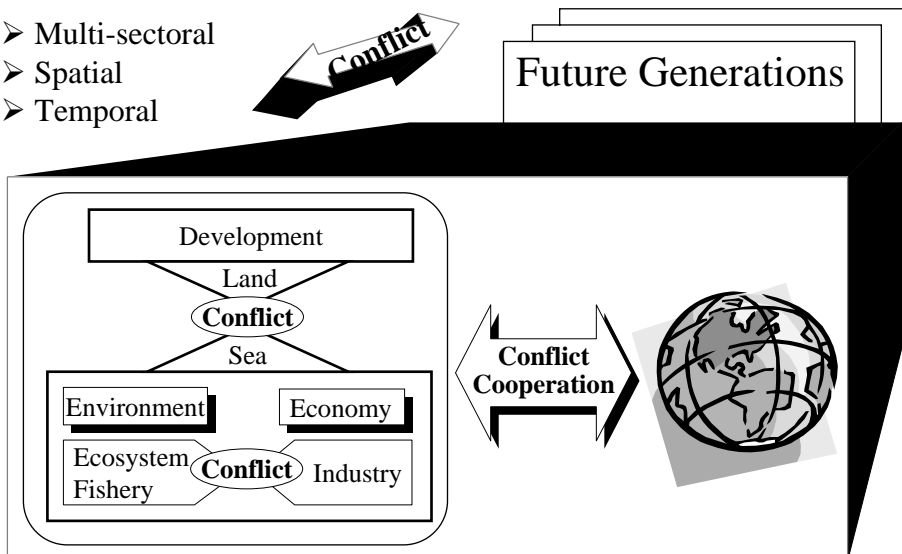 ➢ Multi-sectoral
➢ Spatial
➢ Temporal
Conflict
Future Generations
Development
Land
Conflict
Sea
Environment
Economy
Ecosystem
Fishery
Conflict
Industry
Conflict
Cooperation